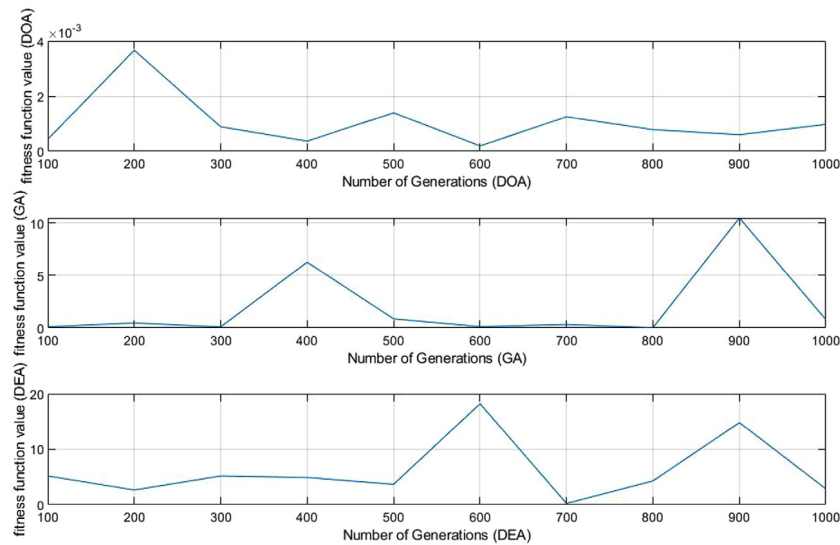 ×10-3
fitness function value (DOA)
4
2
0
100 200 300 400 500 600 700 800 900 1000
Number of Generations (DOA)
fitness function value (GA)
10
5
0
100 200 300 400 500 600 700 800 900 1000
Number of Generations (GA)
fitness function value (DEA)
20
10
0
100 200 300 400 500 600 700 800 900 1000
Number of Generations (DEA)